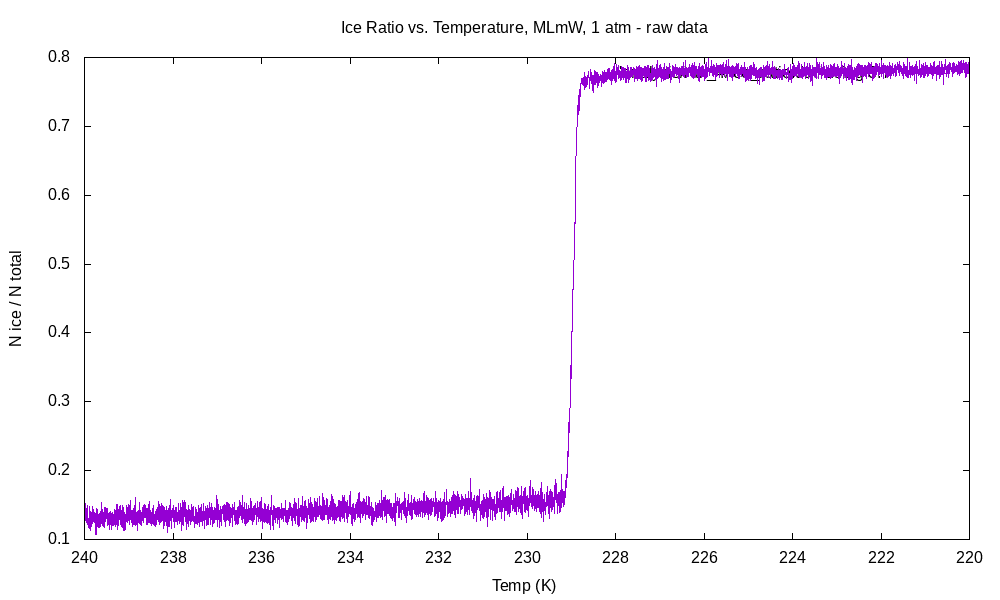 Ice Ratio vs. Temperature, MLmW, 1 atm - raw data
0.8
0.7
0.6
0.5
0.4
0.3
0.2
0.1
N ice / N total
240 238 236 234 232 230 228 226 224 222 220
Temp (K)